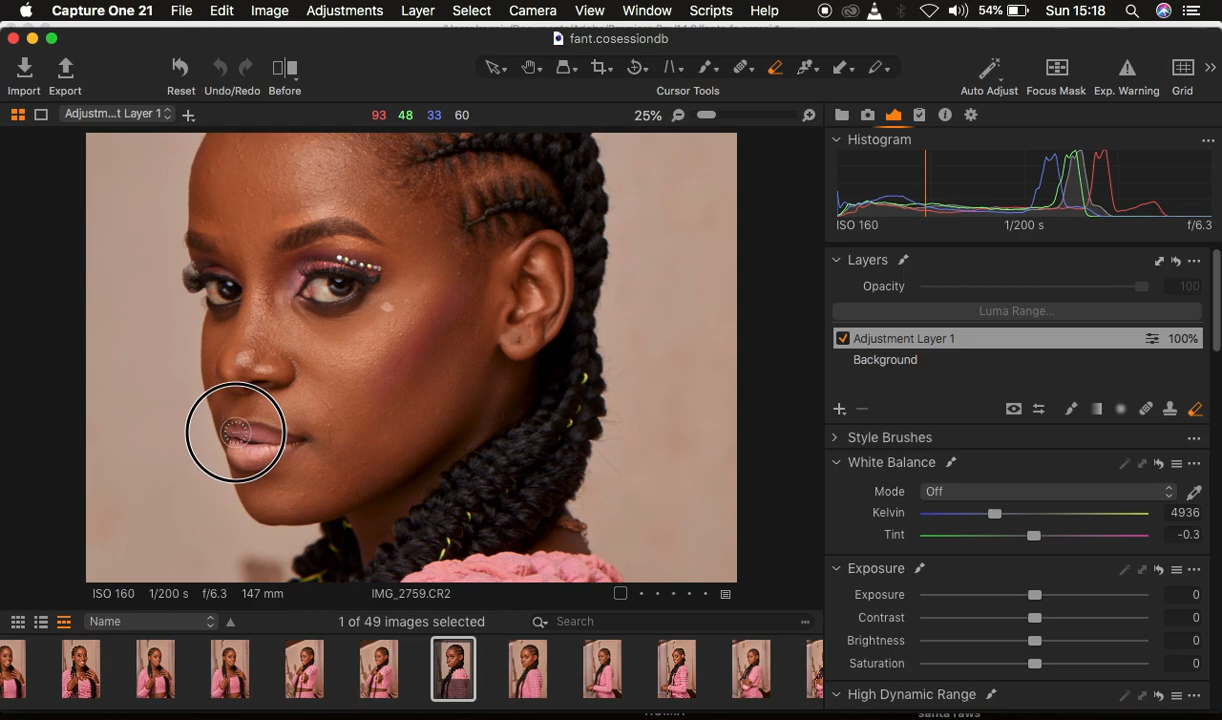 Capture One 21 File Edit Image Adjustments Layer Select Camera View Window Scripts Help 54% Sun 15:18
fant.cosessiondb
Import Export Reset Undo/Redo Before Cursor Tools Auto Adjust Focus Mask Exp. Warning Grid
Adjustm...t Layer 1 93 48 33 60 25%
Histogram
ISO 160 1/200 s f/6.3
Layers
Opacity 100
Luma Range...
Adjustment Layer 1 100%
Background
Style Brushes
White Balance
Mode Off
Kelvin 4936
Tint -0.3
Exposure
Exposure 0
Contrast 0
Brightness 0
Saturation 0
High Dynamic Range
ISO 160 1/200 s f/6.3 147 mm IMG_2759.CR2
Name 1 of 49 images selected Search